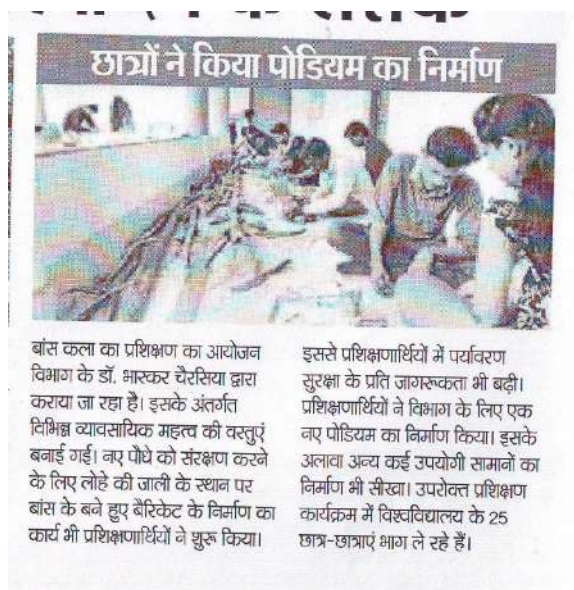 छात्रों ने किया पोडियम का निर्माण
बांस कला का प्रशिक्षण का आयोजन
विभाग के डॉ. भास्कर चैरसिया द्वारा
कराया जा रहा है। इसके अंतर्गत
विभिन्न व्यावसायिक महत्व की वस्तुएं
बनाई गई। नए पौधे को संरक्षण करने
के लिए लोहे की जाली के स्थान पर
बांस के बने हुए बैरिकेट के निर्माण का
कार्य भी प्रशिक्षणार्थियों ने शुरू किया।
इससे प्रशिक्षणार्थियों में पर्यावरण
सुरक्षा के प्रति जागरूकता भी बढ़ी।
प्रशिक्षणार्थियों ने विभाग के लिए एक
नए पोडियम का निर्माण किया। इसके
अलावा अन्य कई उपयोगी सामानों का
निर्माण भी सीखा। उपरोक्त प्रशिक्षण
कार्यक्रम में विश्वविद्यालय के 25
छात्र-छात्राएं भाग ले रहे हैं।